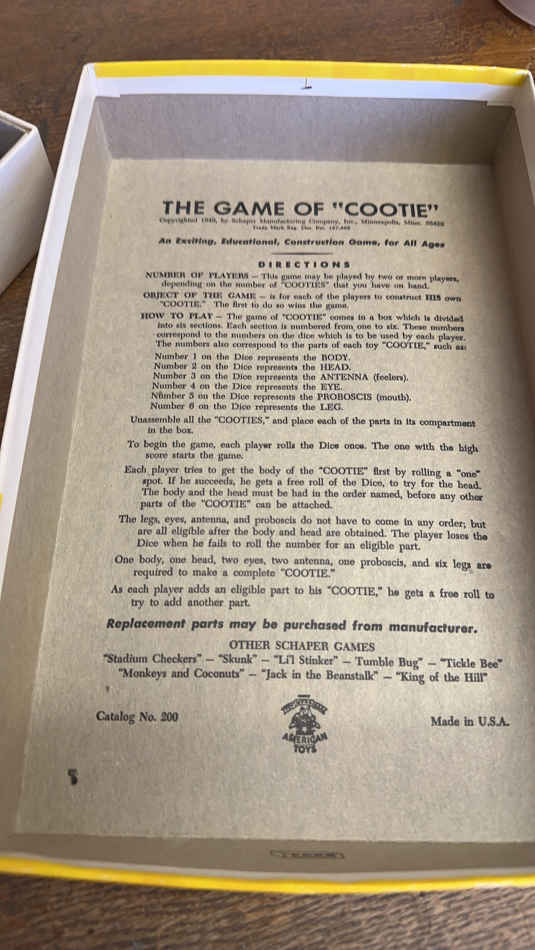 THE GAME OF "COOTIE"
Copyrighted 1949, by Schaper Manufacturing Company, Inc., Minneapolis, Minn.
Trade Mark Reg. Des. Pat.
An Exciting, Educational, Construction Game, for All Ages
DIRECTIONS
NUMBER OF PLAYERS — This game may be played by two or more players,
depending on the number of "COOTIES" that you have on hand.
OBJECT OF THE GAME — is for each of the players to construct HIS own
"COOTIE." The first to do so wins the game.
HOW TO PLAY — The game of "COOTIE" comes in a box which is divided
into six sections. Each section is numbered from one to six. These numbers
correspond to the numbers on the dice which is to be used by each player.
The numbers also correspond to the parts of each toy "COOTIE," such as:
Number 1 on the Dice represents the BODY.
Number 2 on the Dice represents the HEAD.
Number 3 on the Dice represents the ANTENNA (feelers).
Number 4 on the Dice represents the EYE.
Number 5 on the Dice represents the PROBOSCIS (mouth).
Number 6 on the Dice represents the LEG.
Unassemble all the "COOTIES," and place each of the parts in its compartment
in the box.
To begin the game, each player rolls the Dice once. The one with the high
score starts the game.
Each player tries to get the body of the "COOTIE" first by rolling a "one"
spot. If he succeeds, he gets a free roll of the Dice, to try for the head.
The body and the head must be had in the order named, before any other
parts of the "COOTIE" can be attached.
The legs, eyes, antenna, and proboscis do not have to come in any order; but
are all eligible after the body and head are obtained. The player loses the
Dice when he fails to roll the number for an eligible part.
One body, one head, two eyes, two antenna, one proboscis, and six legs are
required to make a complete "COOTIE."
As each player adds an eligible part to his "COOTIE," he gets a free roll to
try to add another part.
Replacement parts may be purchased from manufacturer.
OTHER SCHAPER GAMES
"Stadium Checkers" — "Skunk" — "Li'l Stinker" — Tumble Bug" — "Tickle Bee"
"Monkeys and Coconuts" — "Jack in the Beanstalk" — "King of the Hill"
Catalog No. 200
AMERICAN
TOYS
Made in U.S.A.